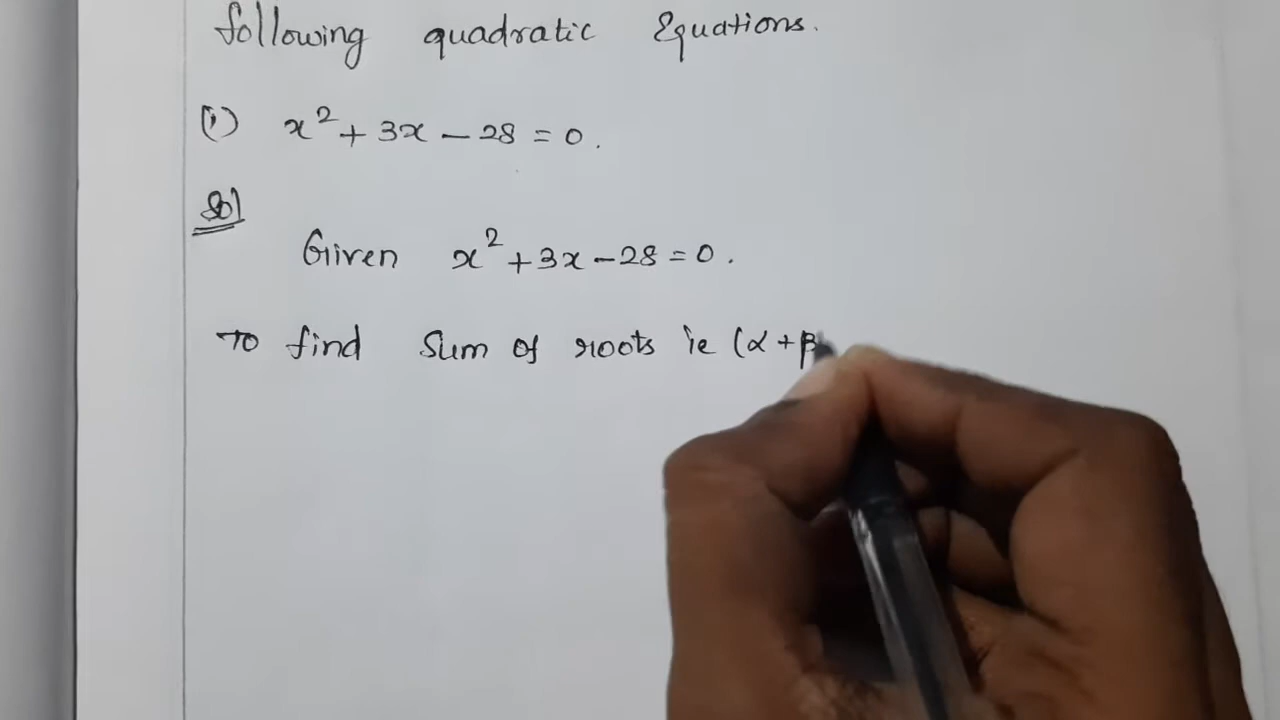 following quadratic Equations.
(i) x² + 3x – 28 = 0.
Sol
Given x² + 3x – 28 = 0.
To find Sum of roots ie (α + β